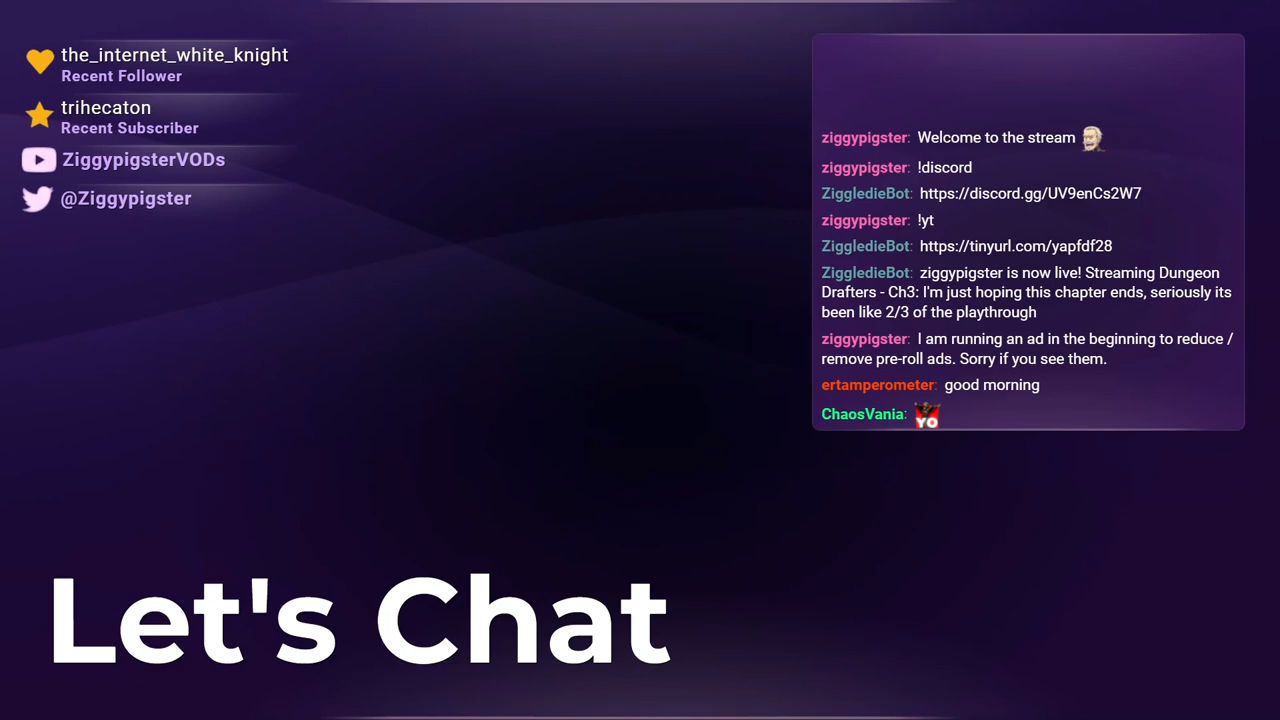 the_internet_white_knight
Recent Follower
trihecaton
Recent Subscriber
ZiggypigsterVODs
@Ziggypigster
ziggypigster: Welcome to the stream
ziggypigster: !discord
ZiggledieBot: https://discord.gg/UV9enCs2W7
ziggypigster: !yt
ZiggledieBot: https://tinyurl.com/yapfdf28
ZiggledieBot: ziggypigster is now live! Streaming Dungeon
Drafters - Ch3: I'm just hoping this chapter ends, seriously its
been like 2/3 of the playthrough
ziggypigster: I am running an ad in the beginning to reduce /
remove pre-roll ads. Sorry if you see them.
ertamperometer: good morning
ChaosVania: YO
Let's Chat